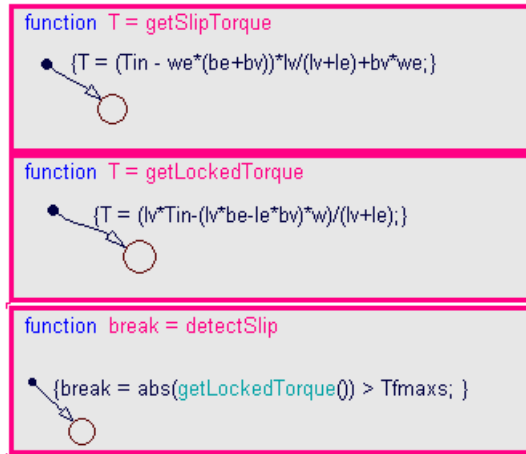 function T = getSlipTorque
{T = (Tin - we*(be+bv))*Iv/(Iv+Ie)+bv*we;}
function T = getLockedTorque
{T = (Iv*Tin-(Iv*be-Ie*bv)*w)/(Iv+Ie);}
function break = detectSlip
{break = abs(getLockedTorque()) > Tfmaxs; }